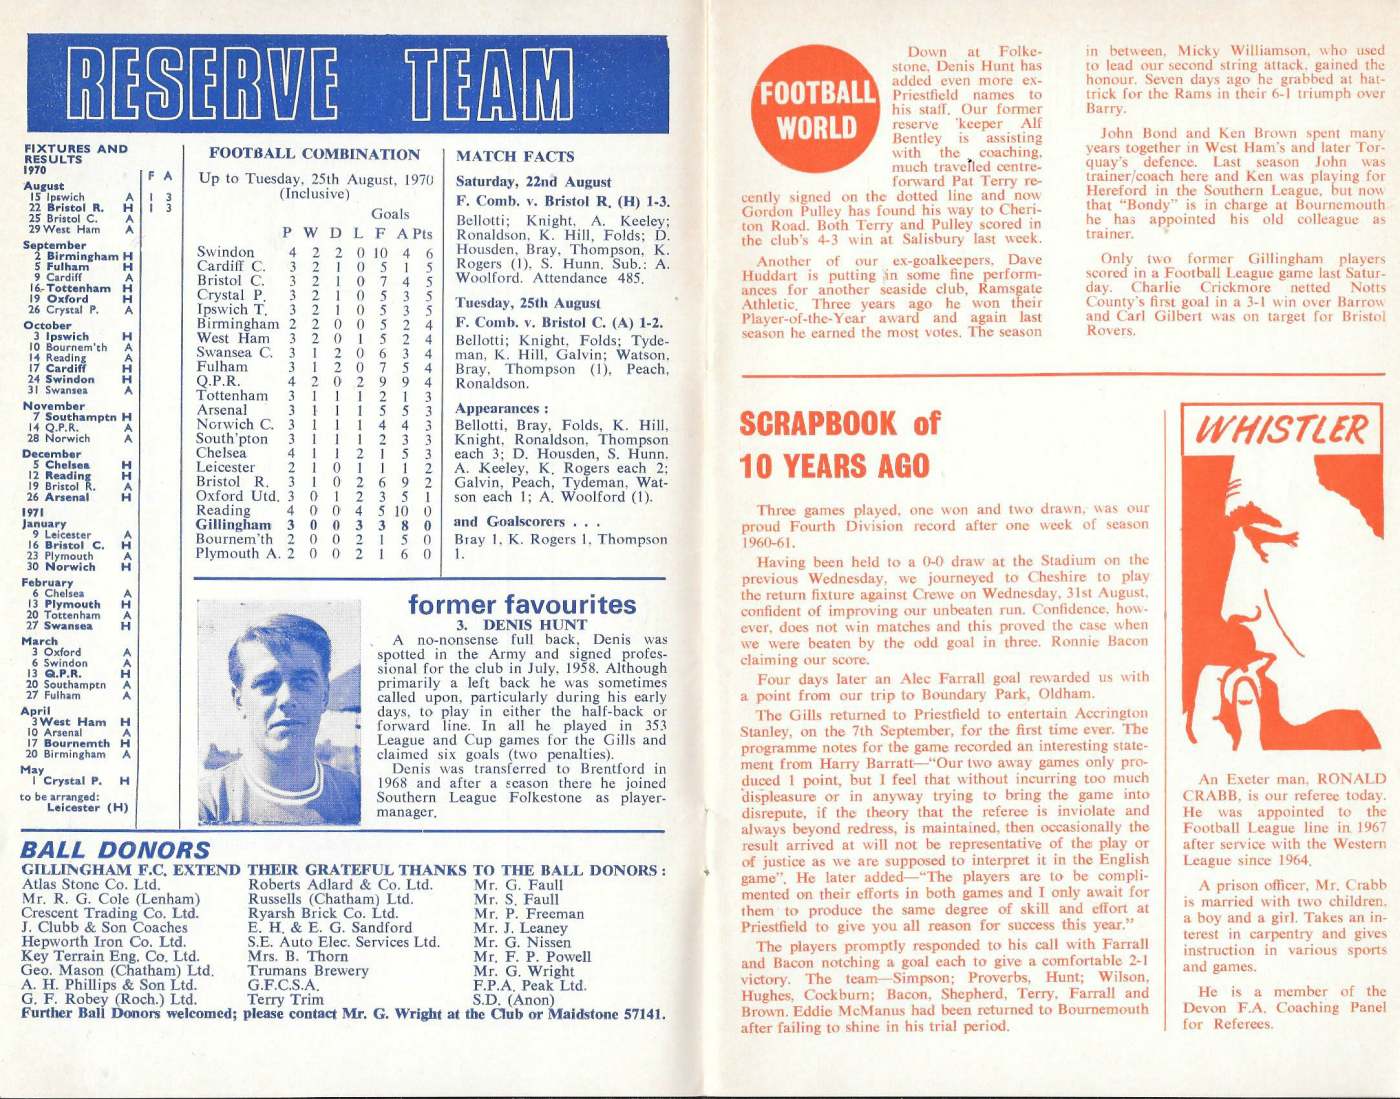 RESERVE TEAM
FIXTURES AND
RESULTS
1970
F A
August
15 Ipswich A 1 3
22 Bristol R. H 1 3
25 Bristol C. A
29 West Ham A
September
2 Birmingham H
5 Fulham H
9 Cardiff A
16 Tottenham H
19 Oxford H
26 Crystal P. A
October
3 Ipswich H
10 Bournem'th A
14 Reading A
17 Cardiff H
24 Swindon H
31 Swansea A
November
7 Southamptn H
14 Q.P.R. A
28 Norwich A
December
5 Chelsea H
12 Reading H
19 Bristol R. A
26 Arsenal H
1971
January
9 Leicester A
16 Bristol C. H
23 Plymouth A
30 Norwich H
February
6 Chelsea A
13 Plymouth H
20 Tottenham A
27 Swansea H
March
3 Oxford A
6 Swindon A
13 Q.P.R. H
20 Southamptn A
27 Fulham A
April
3 West Ham H
10 Arsenal A
17 Bournemth H
20 Birmingham A
May
1 Crystal P. H
to be arranged:
Leicester (H)
FOOTBALL COMBINATION
Up to Tuesday, 25th August, 1970
(Inclusive)
Goals
P W D L F A Pts
Swindon 4 2 2 0 10 4 6
Cardiff C. 3 2 1 0 5 1 5
Bristol C. 3 2 1 0 7 4 5
Crystal P. 3 2 1 0 5 3 5
Ipswich T. 3 2 1 0 5 3 5
Birmingham 2 2 0 0 5 2 4
West Ham 3 2 0 1 5 2 4
Swansea C. 3 1 2 0 6 3 4
Fulham 3 1 2 0 7 5 4
Q.P.R. 4 2 0 2 9 9 4
Tottenham 3 1 1 1 2 1 3
Arsenal 3 1 1 1 5 5 3
Norwich C. 3 1 1 1 4 4 3
South'pton 3 1 1 1 2 3 3
Chelsea 4 1 1 2 1 5 3
Leicester 2 1 0 1 1 1 2
Bristol R. 3 1 0 2 6 9 2
Oxford Utd. 3 0 1 2 3 5 1
Reading 4 0 0 4 5 10 0
Gillingham 3 0 0 3 3 8 0
Bournem'th 2 0 0 2 1 5 0
Plymouth A. 2 0 0 2 1 6 0
MATCH FACTS
Saturday, 22nd August
F. Comb. v. Bristol R. (H) 1-3.
Bellotti; Knight, A. Keeley;
Ronaldson, K. Hill, Folds; D.
Housden, Bray, Thompson, K.
Rogers (1), S. Hunn. Sub.: A.
Woolford. Attendance 485.
Tuesday, 25th August
F. Comb. v. Bristol C. (A) 1-2.
Bellotti; Knight, Folds; Tyde-
man, K. Hill, Galvin; Watson,
Bray, Thompson (1), Peach,
Ronaldson.
Appearances :
Bellotti, Bray, Folds, K. Hill,
Knight, Ronaldson, Thompson
each 3; D. Housden, S. Hunn,
A. Keeley, K. Rogers each 2;
Galvin, Peach, Tydeman, Wat-
son each 1; A. Woolford (1).
and Goalscorers . . .
Bray 1, K. Rogers 1, Thompson
1.
former favourites
3. DENIS HUNT
A no-nonsense full back, Denis was
spotted in the Army and signed profes-
sional for the club in July, 1958. Although
primarily a left back he was sometimes
called upon, particularly during his early
days, to play in either the half-back or
forward line. In all he played in 353
League and Cup games for the Gills and
claimed six goals (two penalties).
Denis was transferred to Brentford in
1968 and after a season there he joined
Southern League Folkestone as player-
manager.
BALL DONORS
GILLINGHAM F.C. EXTEND THEIR GRATEFUL THANKS TO THE BALL DONORS :
Atlas Stone Co. Ltd.
Mr. R. G. Cole (Lenham)
Crescent Trading Co. Ltd.
J. Clubb & Son Coaches
Hepworth Iron Co. Ltd.
Key Terrain Eng. Co. Ltd.
Geo. Mason (Chatham) Ltd.
A. H. Phillips & Son Ltd.
G. F. Robey (Roch.) Ltd.
Roberts Adlard & Co. Ltd.
Russells (Chatham) Ltd.
Ryarsh Brick Co. Ltd.
E. H. & E. G. Sandford
S.E. Auto Elec. Services Ltd.
Mrs. B. Thorn
Trumans Brewery
G.F.C.S.A.
Terry Trim
Mr. G. Faull
Mr. S. Faull
Mr. P. Freeman
Mr. J. Leaney
Mr. G. Nissen
Mr. F. P. Powell
Mr. G. Wright
F.P.A. Peak Ltd.
S.D. (Anon)
Further Ball Donors welcomed; please contact Mr. G. Wright at the Club or Maidstone 57141.
FOOTBALL
WORLD
Down at Folke-
stone, Denis Hunt has
added even more ex-
Priestfield names to
his staff. Our former
reserve 'keeper Alf
Bentley is assisting
with the coaching,
much travelled centre-
forward Pat Terry re-
cently signed on the dotted line and now
Gordon Pulley has found his way to Cheri-
ton Road. Both Terry and Pulley scored in
the club's 4-3 win at Salisbury last week.
Another of our ex-goalkeepers, Dave
Huddart is putting in some fine perform-
ances for another seaside club, Ramsgate
Athletic. Three years ago he won their
Player-of-the-Year award and again last
season he earned the most votes. The season
in between, Micky Williamson, who used
to lead our second string attack, gained the
honour. Seven days ago he grabbed at hat-
trick for the Rams in their 6-1 triumph over
Barry.
John Bond and Ken Brown spent many
years together in West Ham's and later Tor-
quay's defence. Last season John was
trainer/coach here and Ken was playing for
Hereford in the Southern League, but now
that "Bondy" is in charge at Bournemouth
he has appointed his old colleague as
trainer.
Only two former Gillingham players
scored in a Football League game last Satur-
day. Charlie Crickmore netted Notts
County's first goal in a 3-1 win over Barrow
and Carl Gilbert was on target for Bristol
Rovers.
SCRAPBOOK of
10 YEARS AGO
Three games played, one won and two drawn, was our
proud Fourth Division record after one week of season
1960-61.
Having been held to a 0-0 draw at the Stadium on the
previous Wednesday, we journeyed to Cheshire to play
the return fixture against Crewe on Wednesday, 31st August,
confident of improving our unbeaten run. Confidence, how-
ever, does not win matches and this proved the case when
we were beaten by the odd goal in three. Ronnie Bacon
claiming our score.
Four days later an Alec Farrall goal rewarded us with
a point from our trip to Boundary Park, Oldham.
The Gills returned to Priestfield to entertain Accrington
Stanley, on the 7th September, for the first time ever. The
programme notes for the game recorded an interesting state-
ment from Harry Barratt—"Our two away games only pro-
duced 1 point, but I feel that without incurring too much
displeasure or in anyway trying to bring the game into
disrepute, if the theory that the referee is inviolate and
always beyond redress, is maintained, then occasionally the
result arrived at will not be representative of the play or
of justice as we are supposed to interpret it in the English
game". He later added—"The players are to be compli-
mented on their efforts in both games and I only await for
them to produce the same degree of skill and effort at
Priestfield to give you all reason for success this year."
The players promptly responded to his call with Farrall
and Bacon notching a goal each to give a comfortable 2-1
victory. The team—Simpson; Proverbs, Hunt; Wilson,
Hughes, Cockburn; Bacon, Shepherd, Terry, Farrall and
Brown. Eddie McManus had been returned to Bournemouth
after failing to shine in his trial period.
WHISTLER
An Exeter man, RONALD
CRABB, is our referee today.
He was appointed to the
Football League line in 1967
after service with the Western
League since 1964.
A prison officer, Mr. Crabb
is married with two children,
a boy and a girl. Takes an in-
terest in carpentry and gives
instruction in various sports
and games.
He is a member of the
Devon F.A. Coaching Panel
for Referees.